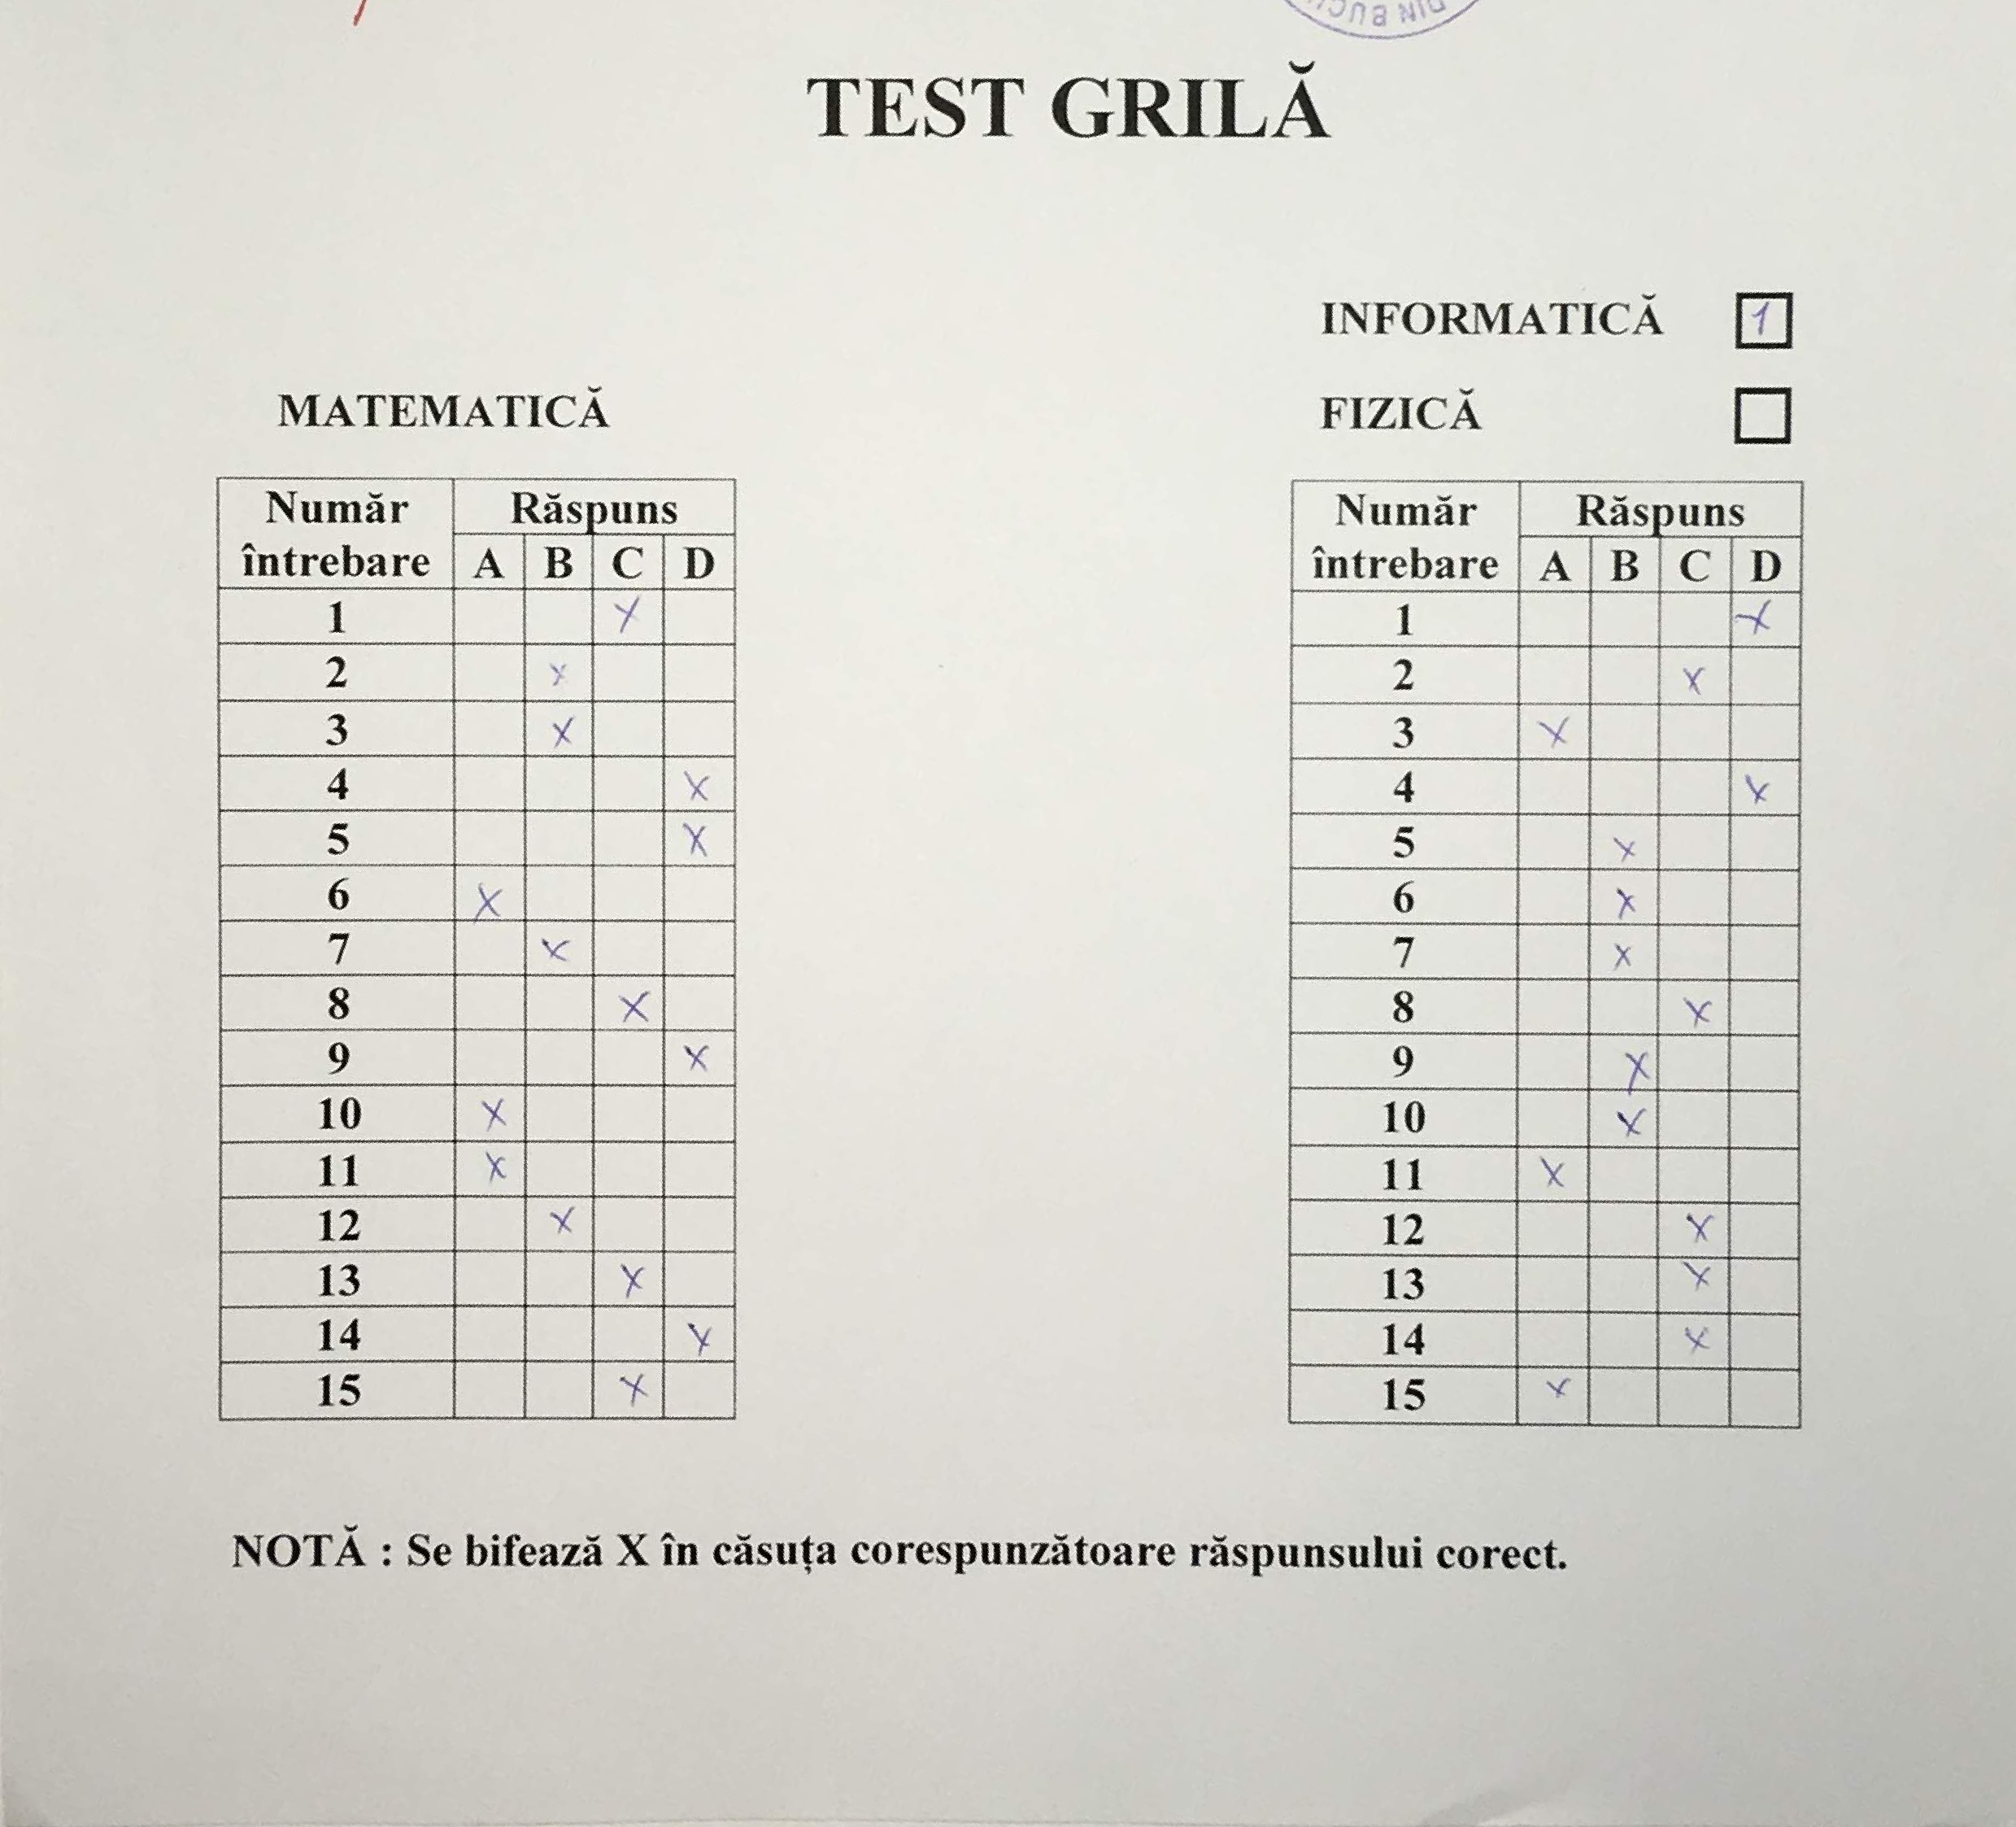 DIN BUC
TEST GRILĂ
INFORMATICĂ 1
MATEMATICĂ
FIZICĂ
Număr întrebare Răspuns
A B C D
1 X
2 X
3 X
4 X
5 X
6 X
7 X
8 X
9 X
10 X
11 X
12 X
13 X
14 X
15 X
Număr întrebare Răspuns
A B C D
1 X
2 X
3 X
4 X
5 X
6 X
7 X
8 X
9 X
10 X
11 X
12 X
13 X
14 X
15 X
NOTĂ : Se bifează X în căsuța corespunzătoare răspunsului corect.